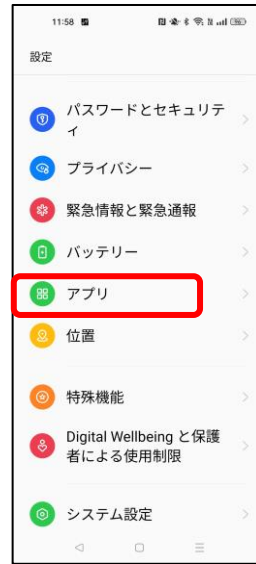 11:58
設定
パスワードとセキュリテ
ィ
プライバシー
緊急情報と緊急通報
バッテリー
アプリ
位置
特殊機能
Digital Wellbeing と保護
者による使用制限
システム設定